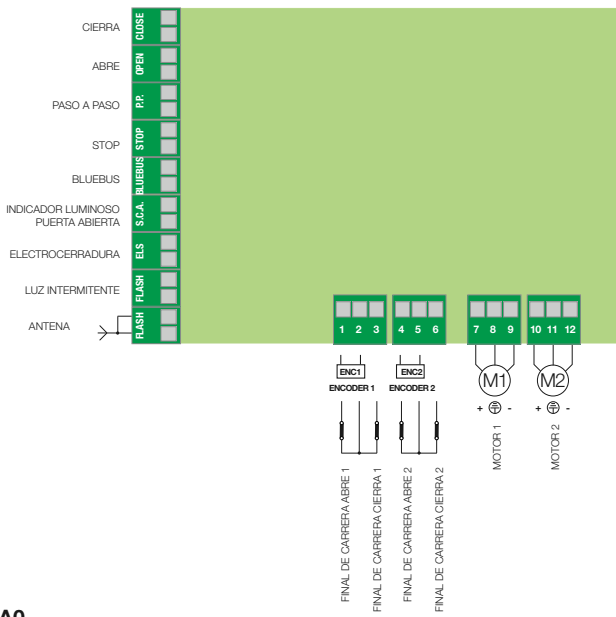 CIERRA
CLOSE
ABRE
OPEN
PASO A PASO
P.P.
STOP
STOP
BLUEBUS
BLUEBUS
INDICADOR LUMINOSO
PUERTA ABIERTA
S.C.A.
ELECTROCERRADURA
ELS
LUZ INTERMITENTE
FLASH
ANTENA
FLASH
1 2 3
4 5 6
7 8 9
10 11 12
ENC1
ENCODER 1
ENC2
ENCODER 2
M1
+ -
MOTOR 1
M2
+ -
MOTOR 2
FINAL DE CARRERA ABRE 1
FINAL DE CARRERA CIERRA 1
FINAL DE CARRERA ABRE 2
FINAL DE CARRERA CIERRA 2